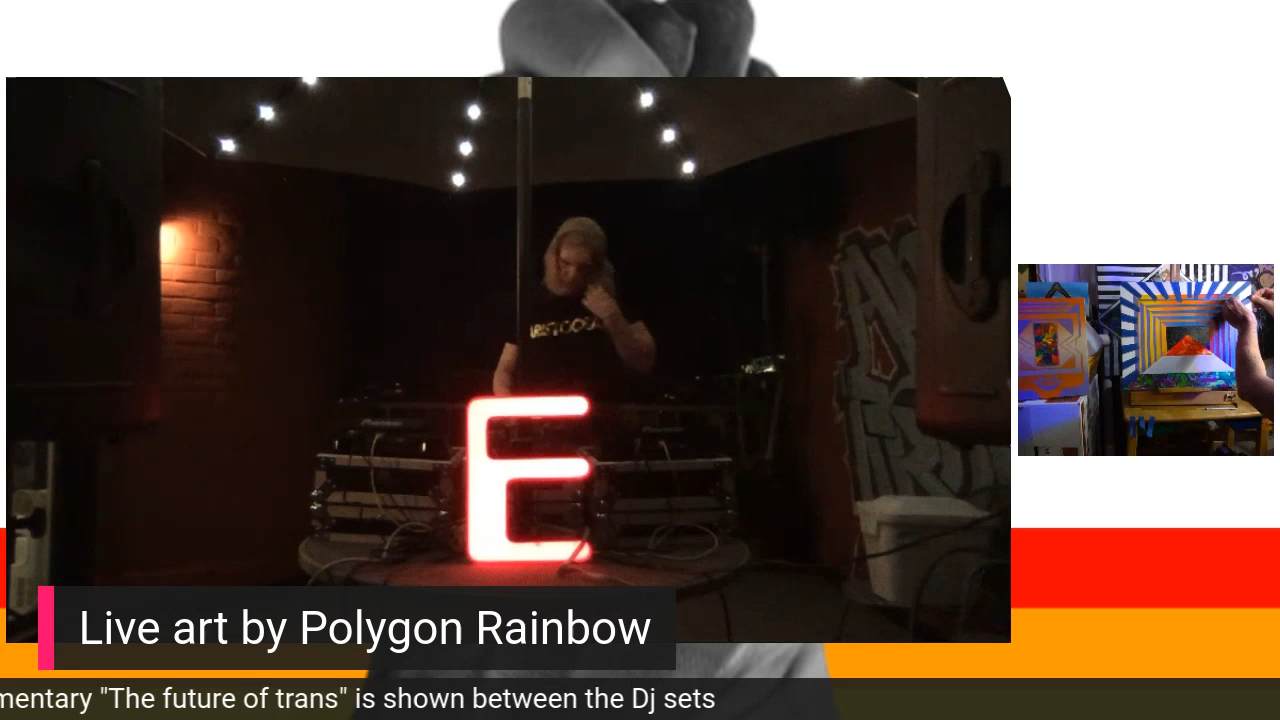 E
Live art by Polygon Rainbow
mentary "The future of trans" is shown between the Dj sets